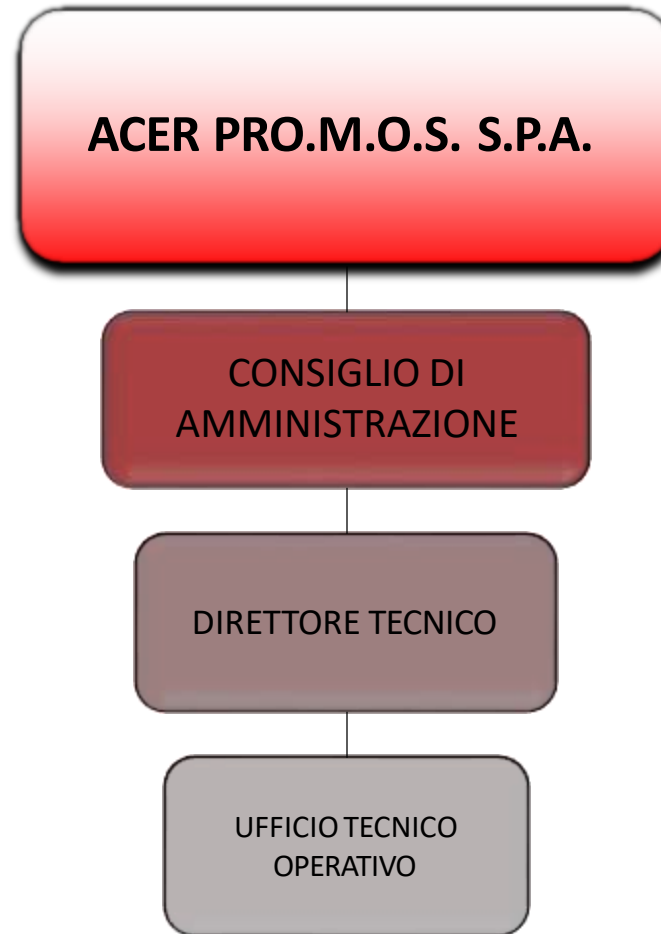 ACER PRO.M.O.S. S.P.A.
CONSIGLIO DI
AMMINISTRAZIONE
DIRETTORE TECNICO
UFFICIO TECNICO
OPERATIVO